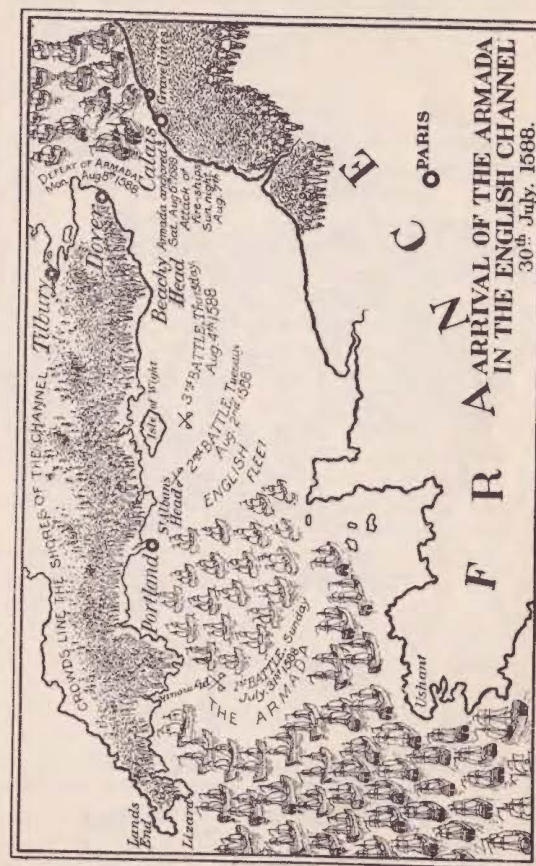 CROWDS LINE THE SHORES OF THE CHANNEL
Tilbury
Dover
DEFEAT OF ARMADA
Mon. Aug 8th 1588
Calais
Gravelines
Armada anchored
Sat. Aug 6th 1588
Attack of
fire-ships
Sun. night
Aug. 7th
Beachy
Head
3rd BATTLE, Thursday
Aug. 4th 1588
Isle of Wight
2nd BATTLE, Tuesday
Aug. 2nd 1588
St Albans
Head
ENGLISH
FLEET
Portland
Plymouth
1st BATTLE, Sunday
July 31st 1588
THE ARMADA
Lands
End
Lizard
Ushant
FRANCE
PARIS
ARRIVAL OF THE ARMADA
IN THE ENGLISH CHANNEL
30th July, 1588.